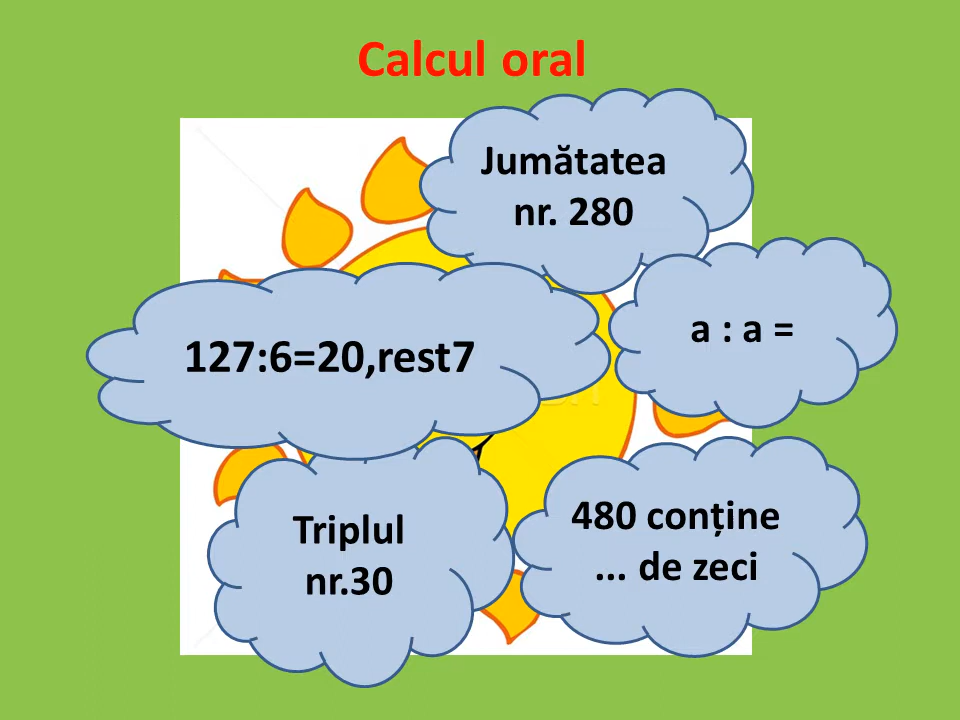 Calcul oral
Jumătatea
nr. 280
a : a =
127:6=20,rest7
Triplul
nr.30
480 conține
... de zeci